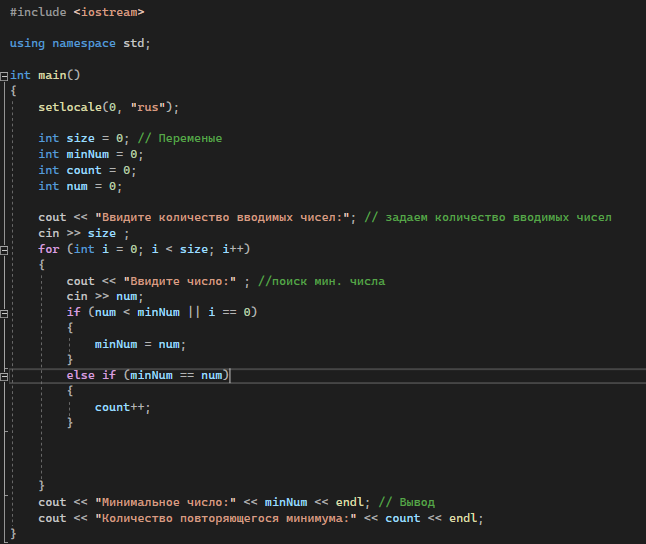 #include <iostream>
using namespace std;
int main()
{
setlocale(0, "rus");
int size = 0; // Переменые
int minNum = 0;
int count = 0;
int num = 0;
cout << "Ввидите количество вводимых чисел:"; // задаем количество вводимых чисел
cin >> size ;
for (int i = 0; i < size; i++)
{
cout << "Ввидите число:" ; //поиск мин. числа
cin >> num;
if (num < minNum || i == 0)
{
minNum = num;
}
else if (minNum == num)
{
count++;
}
}
cout << "Минимальное число:" << minNum << endl; // Вывод
cout << "Количество повторяющегося минимума:" << count << endl;
}